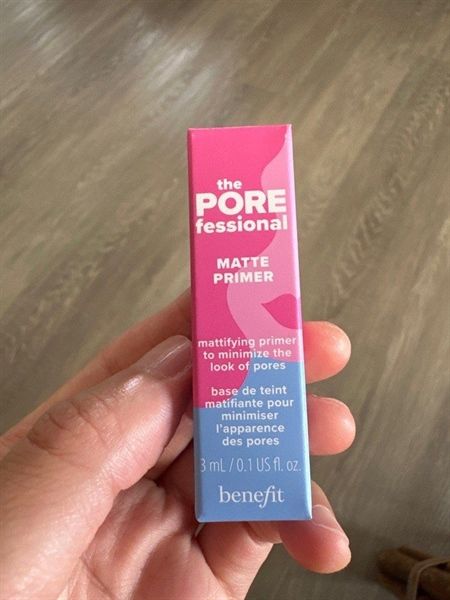 the
PORE
fessional
MATTE
PRIMER
mattifying primer
to minimize the
look of pores
base de teint
matifiante pour
minimiser
l'apparence
des pores
3 mL / 0.1 US fl. oz.
benefit